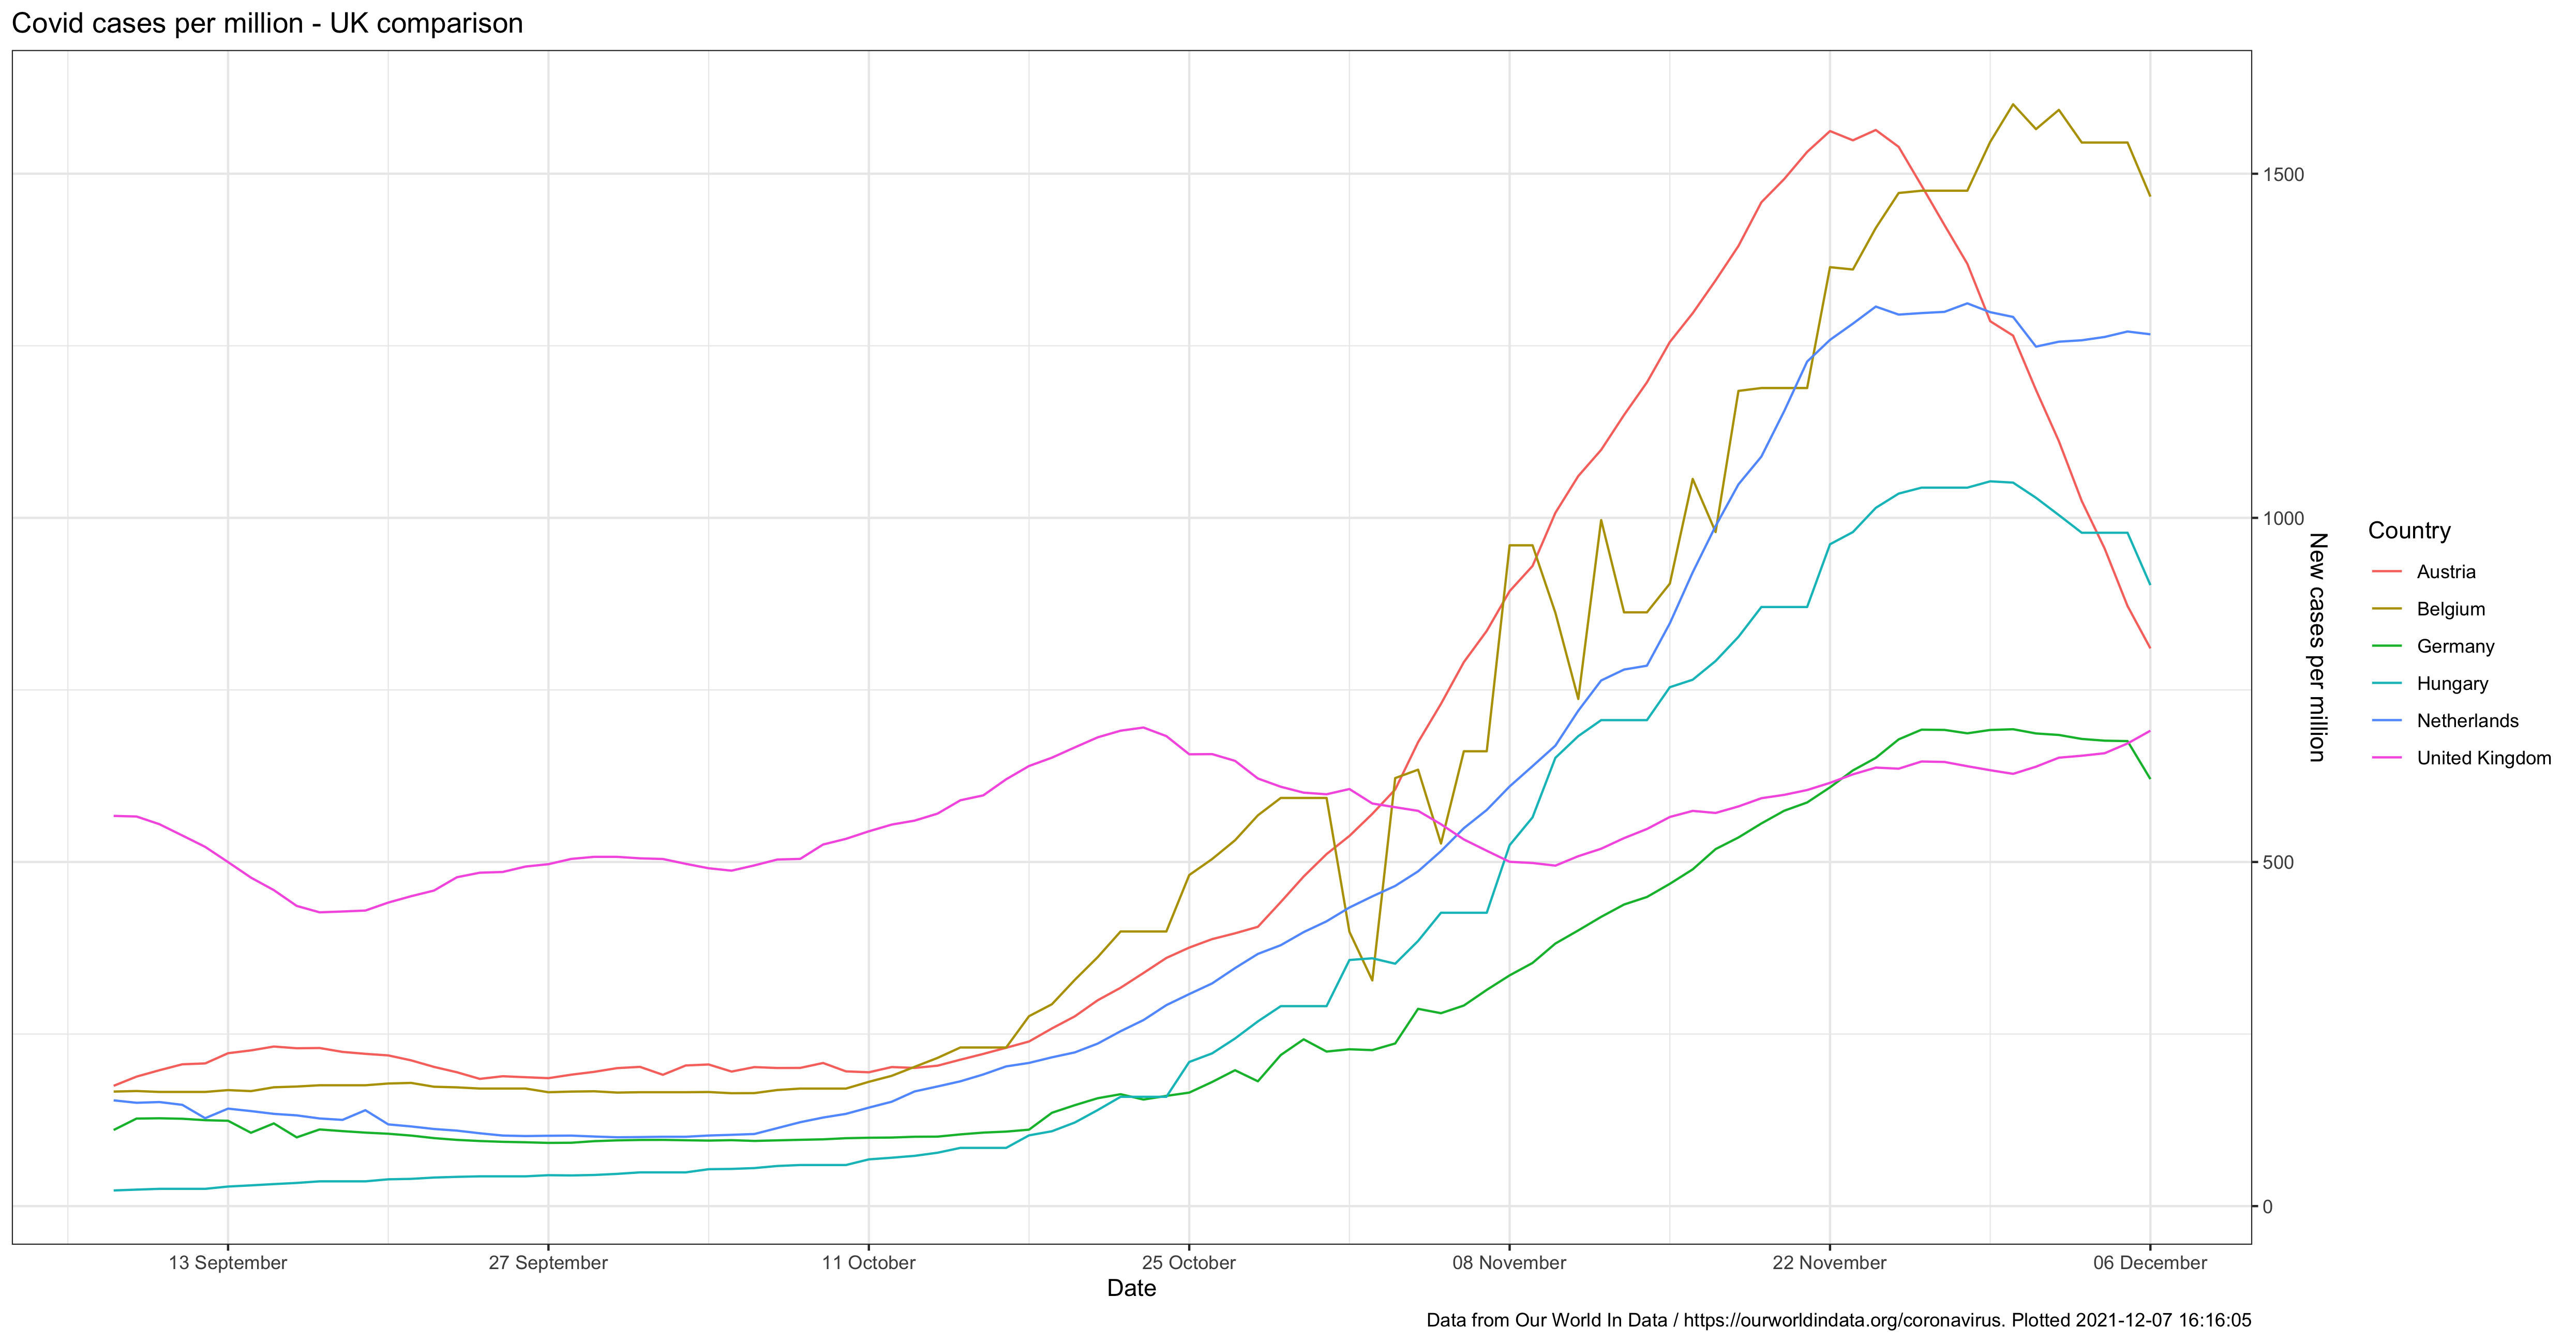 Covid cases per million - UK comparison
1500
1000
500
0
New cases per million
Country
Austria
Belgium
Germany
Hungary
Netherlands
United Kingdom
13 September
27 September
11 October
25 October
08 November
22 November
06 December
Date
Data from Our World In Data / https://ourworldindata.org/coronavirus. Plotted 2021-12-07 16:16:05